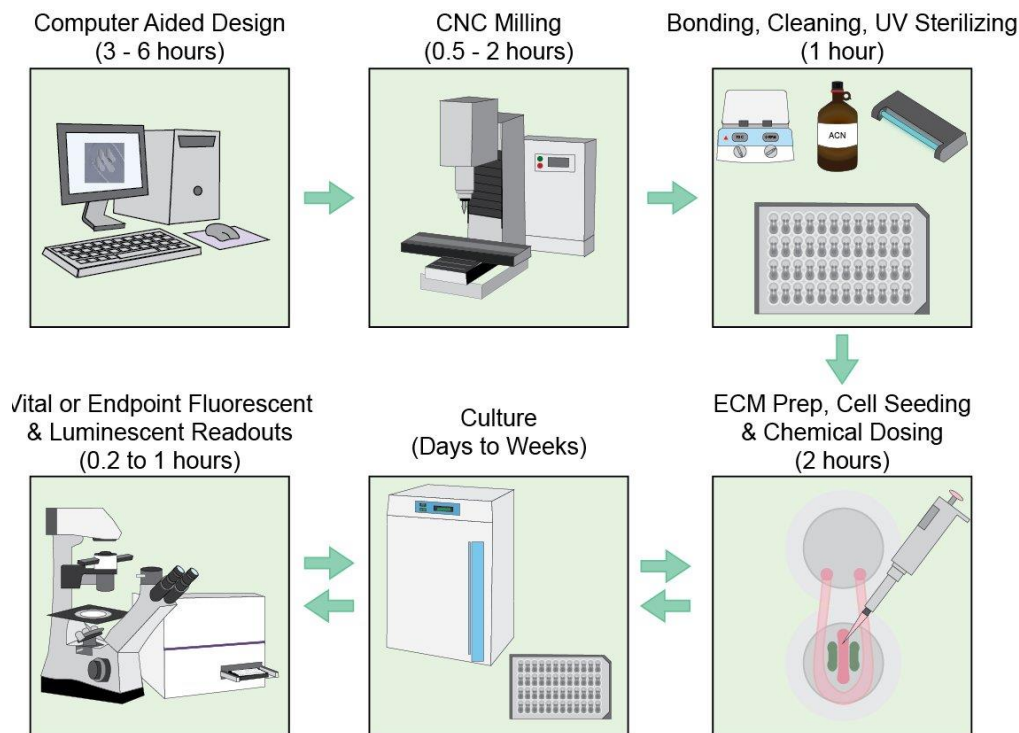 Computer Aided Design
(3 - 6 hours)
CNC Milling
(0.5 - 2 hours)
Bonding, Cleaning, UV Sterilizing
(1 hour)
ACN
Vital or Endpoint Fluorescent
& Luminescent Readouts
(0.2 to 1 hours)
Culture
(Days to Weeks)
ECM Prep, Cell Seeding
& Chemical Dosing
(2 hours)